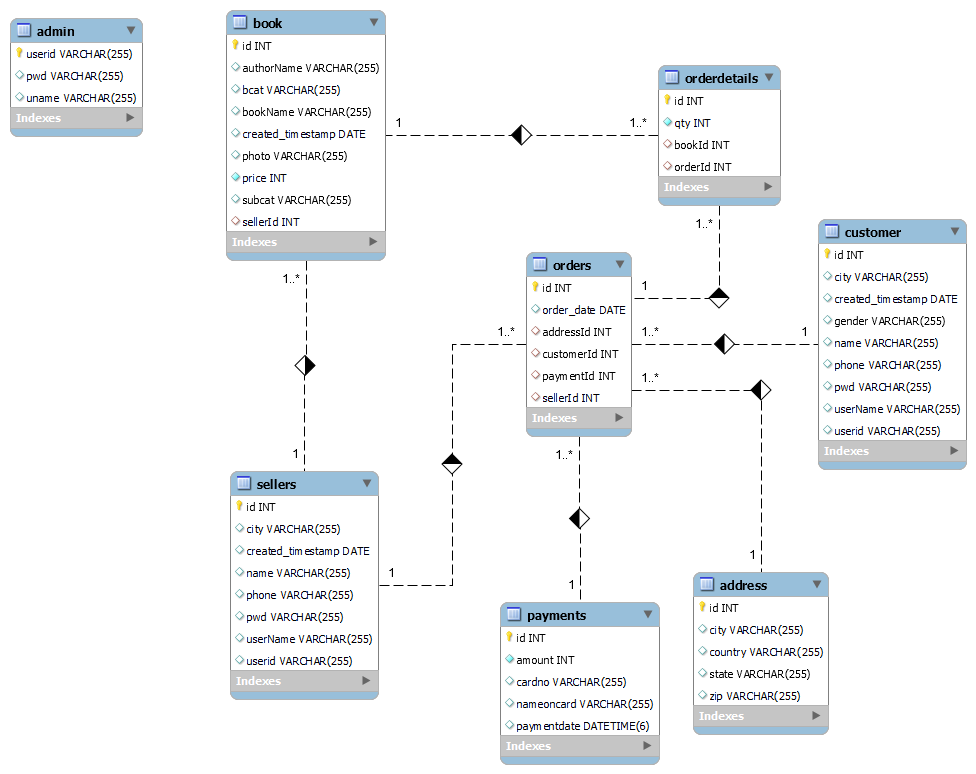 admin
userid VARCHAR(255)
pwd VARCHAR(255)
uname VARCHAR(255)
Indexes
book
id INT
authorName VARCHAR(255)
bcat VARCHAR(255)
bookName VARCHAR(255)
created_timestamp DATE
photo VARCHAR(255)
price INT
subcat VARCHAR(255)
sellerId INT
Indexes
1
1..*
orderdetails
id INT
qty INT
bookId INT
orderId INT
Indexes
1..*
1
customer
id INT
city VARCHAR(255)
created_timestamp DATE
gender VARCHAR(255)
name VARCHAR(255)
phone VARCHAR(255)
pwd VARCHAR(255)
userName VARCHAR(255)
userid VARCHAR(255)
Indexes
orders
id INT
order_date DATE
addressId INT
customerId INT
paymentId INT
sellerId INT
Indexes
1..*
1
1..*
1
1..*
1
1..*
1
1..*
1
sellers
id INT
city VARCHAR(255)
created_timestamp DATE
name VARCHAR(255)
phone VARCHAR(255)
pwd VARCHAR(255)
userName VARCHAR(255)
userid VARCHAR(255)
Indexes
payments
id INT
amount INT
cardno VARCHAR(255)
nameoncard VARCHAR(255)
paymentdate DATETIME(6)
Indexes
address
id INT
city VARCHAR(255)
country VARCHAR(255)
state VARCHAR(255)
zip VARCHAR(255)
Indexes